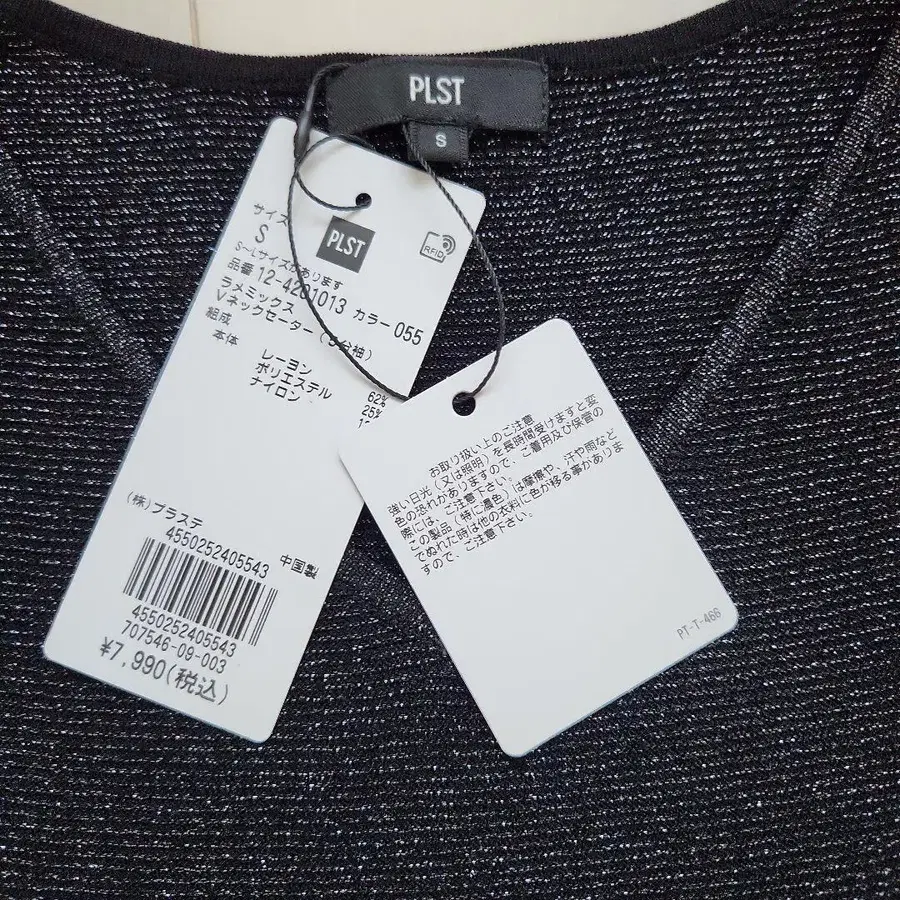 PLST
S
サイズ
S
PLST
RFID
S~Lサイズがあります
品番 12-4201013 カラー 055
ラメミックス
Vネックセーター(5分袖)
組成
本体
レーヨン 62%
ポリエステル 25%
ナイロン
(株)プラステ
4550252405543 中国製
4550252405543
707546-09-003
¥7,990(税込)
お取り扱い上のご注意
強い日光(又は照明)を長時間受けますと変
色の恐れがありますので、ご着用及び保管の
際には、ご注意下さい。
この製品(特に濃色)は摩擦や、汗や雨など
でぬれた時は他の衣料に色が移る事がありま
すので、ご注意下さい。
PT-T-466